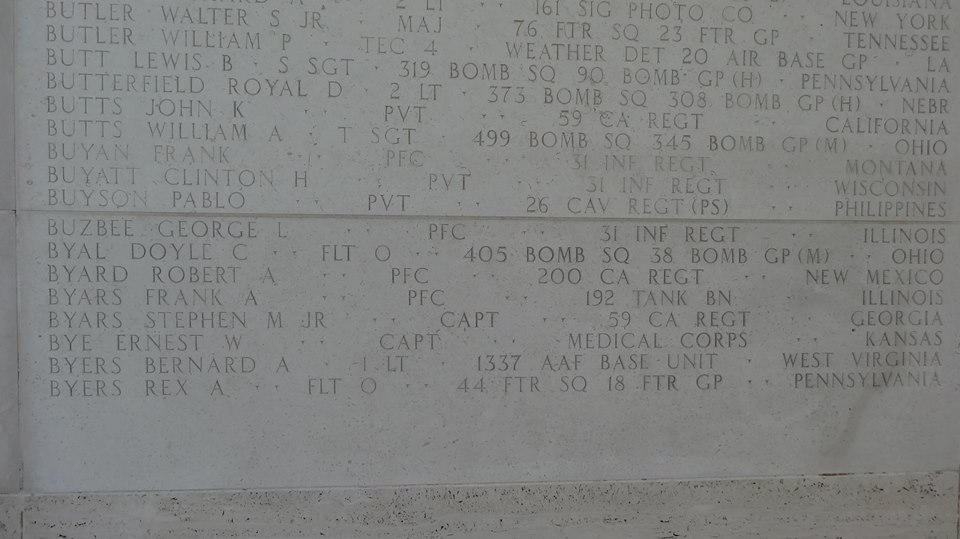 2 LT 161 SIG PHOTO CO LOUISIANA
BUTLER WALTER S JR MAJ 76 FTR SQ 23 FTR GP NEW YORK
BUTLER WILLIAM P TEC 4 WEATHER DET 20 AIR BASE GP TENNESSEE
BUTT LEWIS B S SGT 319 BOMB SQ 90 BOMB GP (H) LA
BUTTERFIELD ROYAL D 2 LT 373 BOMB SQ 308 BOMB GP (H) PENNSYLVANIA
BUTTS JOHN K PVT 59 CA REGT NEBR
BUTTS WILLIAM A T SGT 499 BOMB SQ 345 BOMB GP (M) CALIFORNIA
BUYAN FRANK PFC 31 INF REGT OHIO
BUYATT CLINTON H PVT 31 INF REGT MONTANA
BUYSON PABLO PVT 26 CAV REGT (PS) WISCONSIN
PHILIPPINES
BUZBEE GEORGE L PFC 31 INF REGT ILLINOIS
BYAL DOYLE C FLT O 405 BOMB SQ 38 BOMB GP (M) OHIO
BYARD ROBERT A PFC 200 CA REGT NEW MEXICO
BYARS FRANK A PFC 192 TANK BN ILLINOIS
BYARS STEPHEN M JR CAPT 59 CA REGT GEORGIA
BYE ERNEST W CAPT MEDICAL CORPS KANSAS
BYERS BERNARD A 1 LT 1337 AAF BASE UNIT WEST VIRGINIA
BYERS REX A FLT O 44 FTR SQ 18 FTR GP PENNSYLVANIA